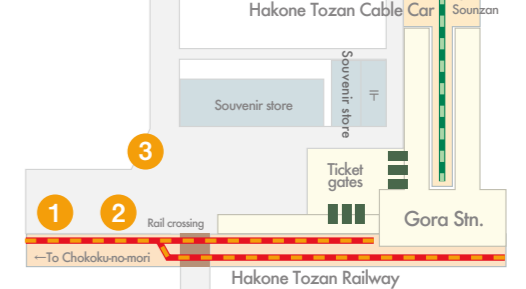 Hakone Tozan Cable Car
Sounzan
Souvenir store
Souvenir store
〒
3
Ticket
gates
1
2
Rail crossing
Gora Stn.
←To Chokoku-no-mori
Hakone Tozan Railway